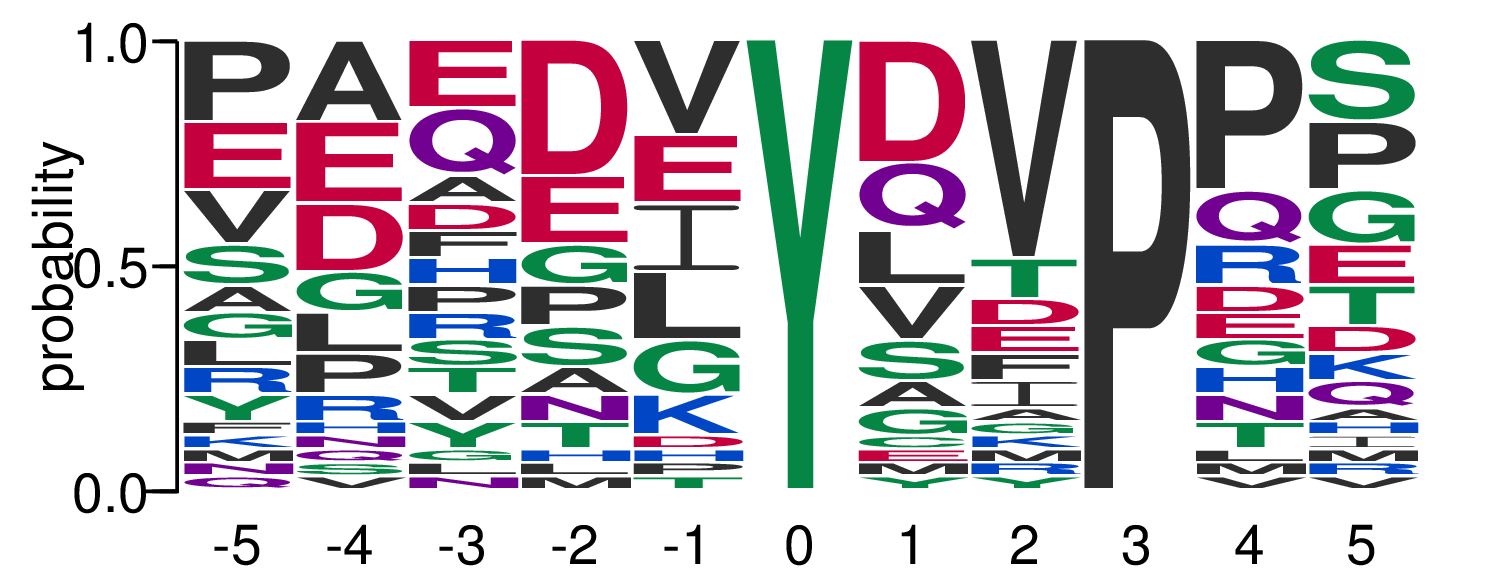 probability
1.0
0.5
0.0
P E V S A G L R Y F K M N Q
A E D G L P R H N Q S V
E Q A D F H P R S T V Y G L N
D E G P S A N T H L M
V E I L G K D H P T
Y
D Q L V S A G C E M Y
V T D E F I A G K M R Y
P
P Q R D E G H N T L M V
S P G E T D K Q A H I M R V
-5 -4 -3 -2 -1 0 1 2 3 4 5